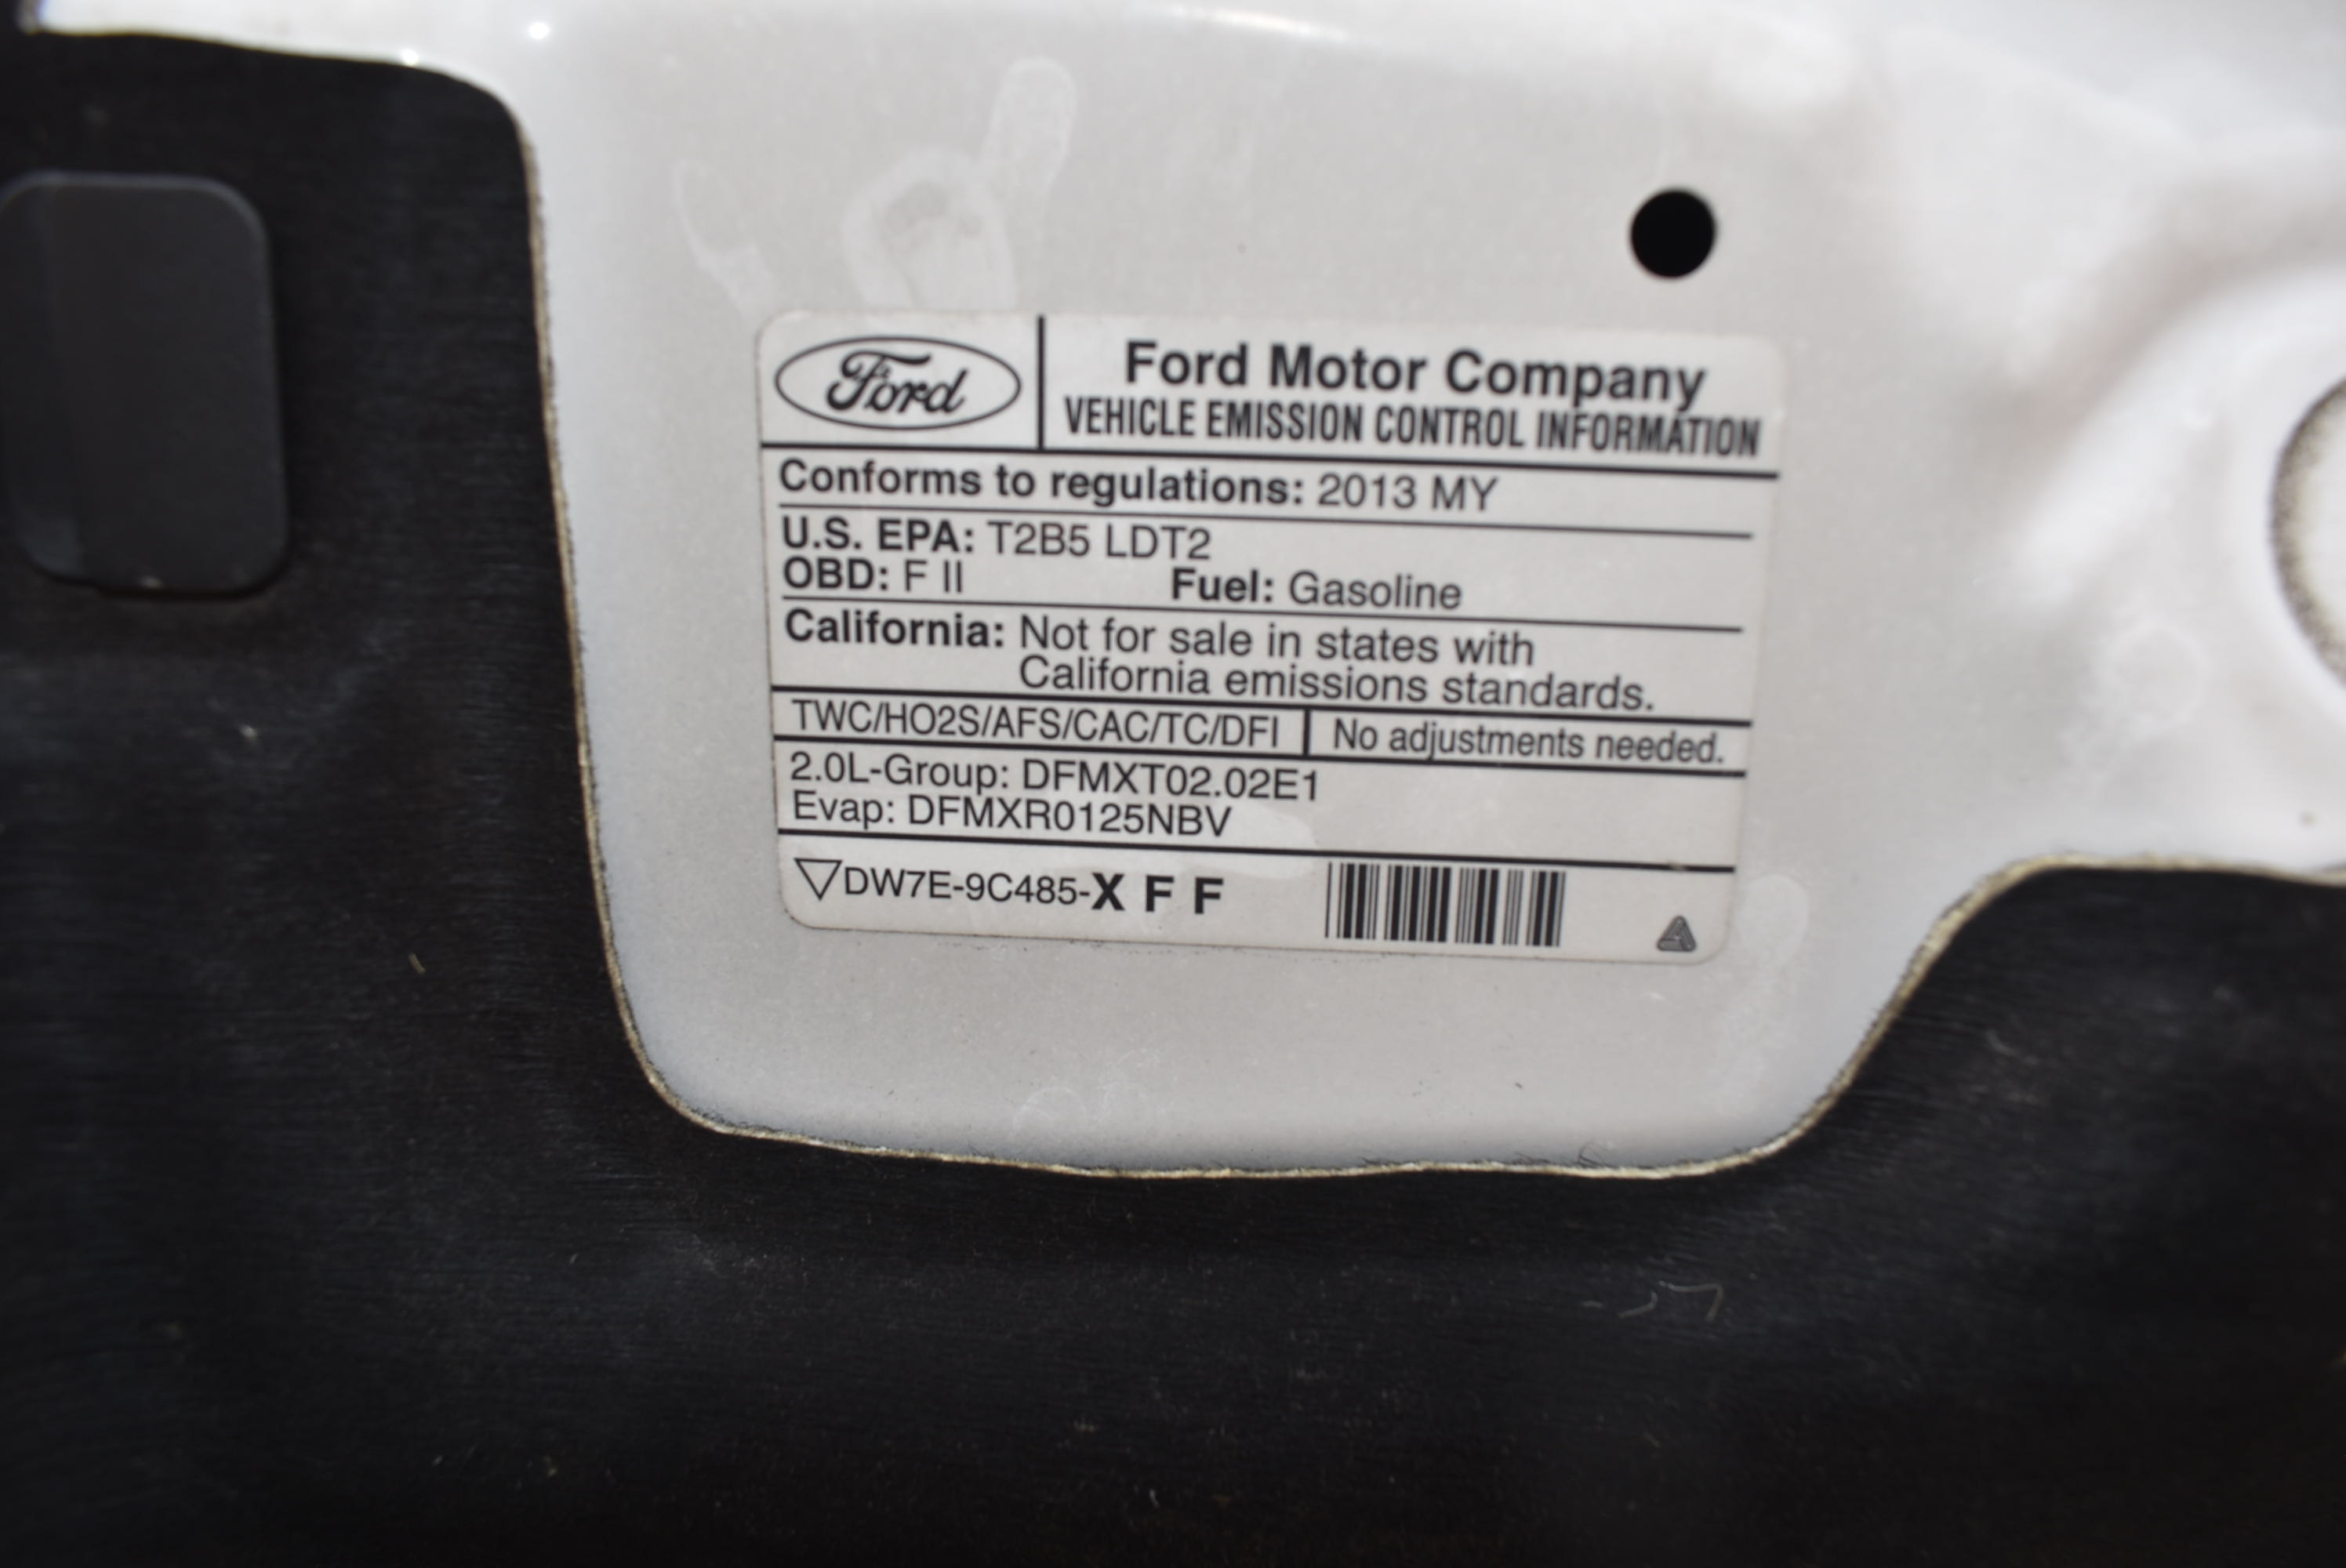 Ford
Ford Motor Company
VEHICLE EMISSION CONTROL INFORMATION
Conforms to regulations: 2013 MY
U.S. EPA: T2B5 LDT2
OBD: F II Fuel: Gasoline
California: Not for sale in states with
California emissions standards.
TWC/HO2S/AFS/CAC/TC/DFI No adjustments needed.
2.0L-Group: DFMXT02.02E1
Evap: DFMXR0125NBV
DW7E-9C485-X F F